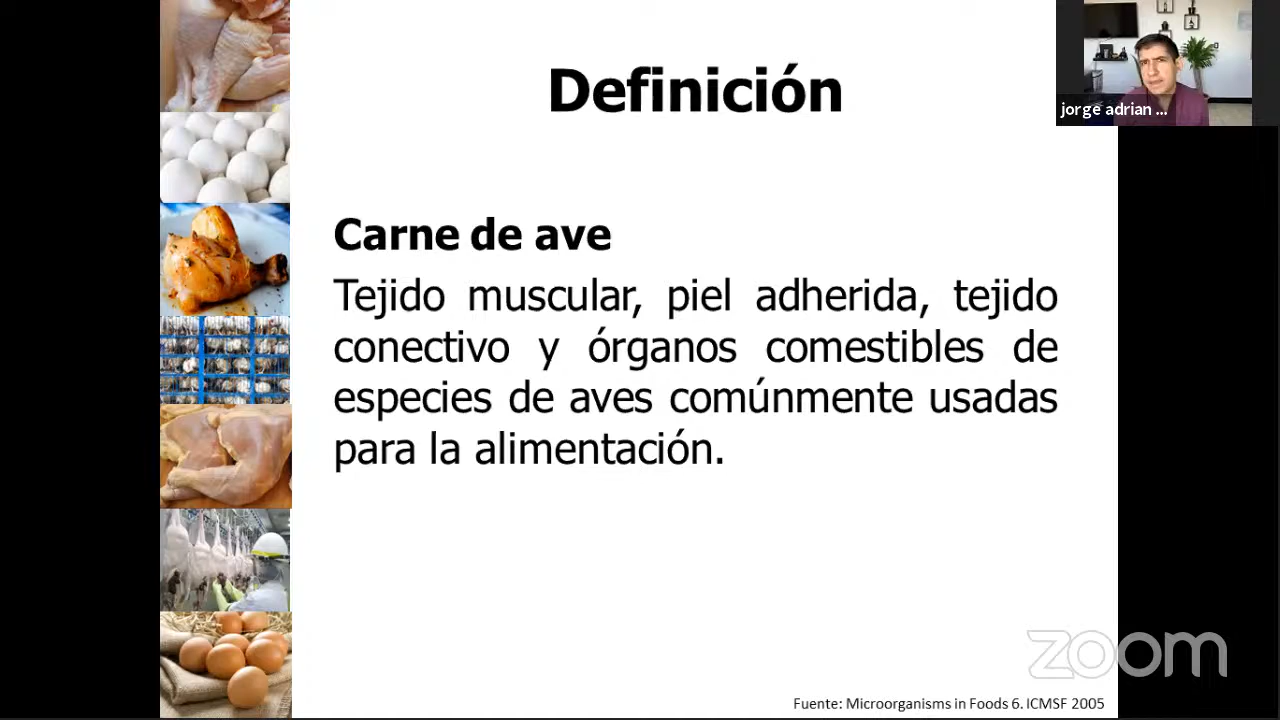 Definición
jorge adrian ...
Carne de ave
Tejido muscular, piel adherida, tejido
conectivo y órganos comestibles de
especies de aves comúnmente usadas
para la alimentación.
zoom
Fuente: Microorganisms in Foods 6. ICMSF 2005